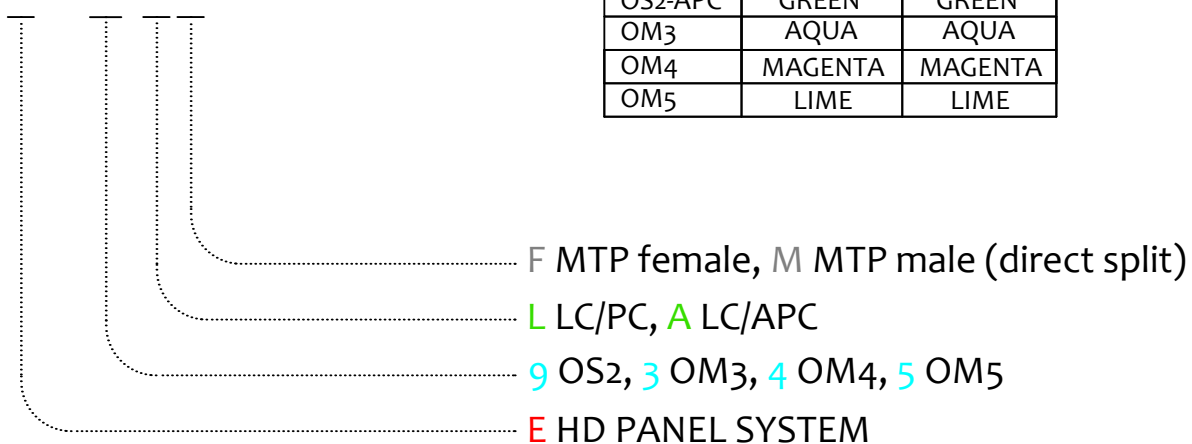 OS2-APC GREEN GREEN
OM3 AQUA AQUA
OM4 MAGENTA MAGENTA
OM5 LIME LIME
F MTP female, M MTP male (direct split)
L LC/PC, A LC/APC
9 OS2, 3 OM3, 4 OM4, 5 OM5
E HD PANEL SYSTEM